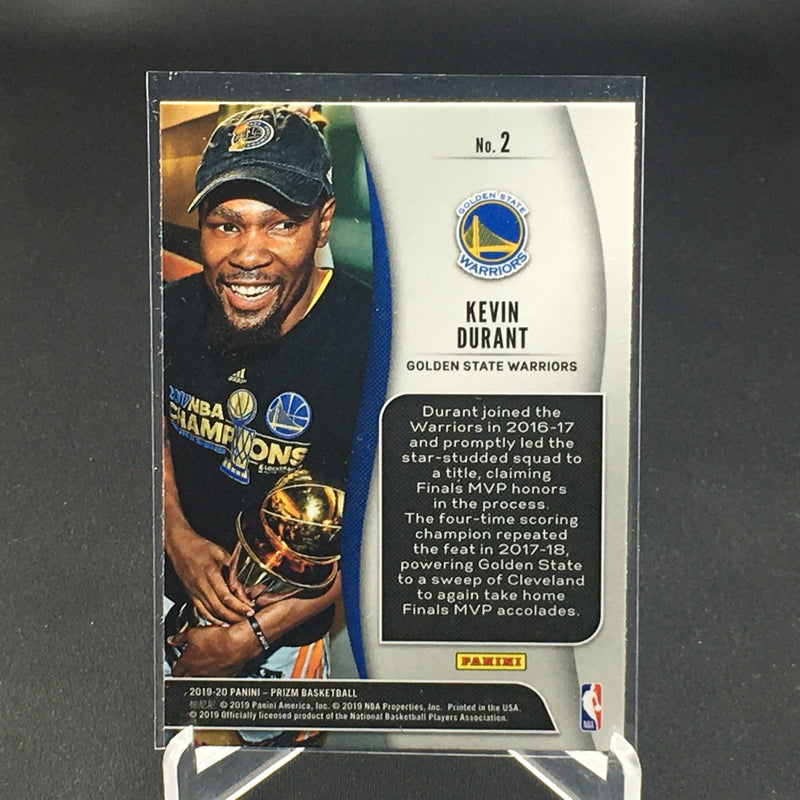 No. 2
GOLDEN STATE
WARRIORS
KEVIN
DURANT
GOLDEN STATE WARRIORS
2017 NBA
CHAMPIONS
Durant joined the
Warriors in 2016-17
and promptly led the
star-studded squad to
a title, claiming
Finals MVP honors
in the process.
The four-time scoring
champion repeated
the feat in 2017-18,
powering Golden State
to a sweep of Cleveland
to again take home
Finals MVP accolades.
PANINI
2019-20 PANINI – PRIZM BASKETBALL
帕尼尼 © 2019 Panini America, Inc. © 2019 NBA Properties, Inc. Printed in the USA.
© 2019 Officially licensed product of the National Basketball Players Association.
NBA